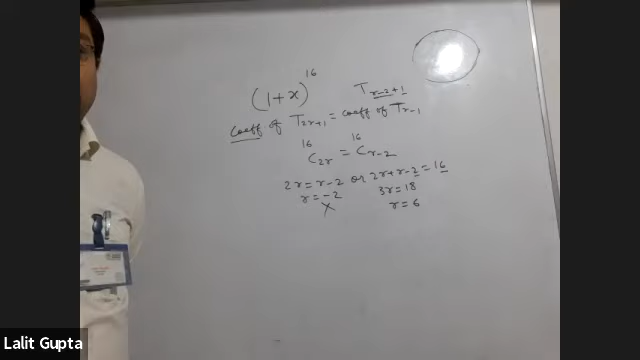 (1+x)^16 T_{r-2+1}
coeff of T_{2r+1} = coeff of T_{r-1}
^{16}C_{2r} = ^{16}C_{r-2}
2r = r-2 or 2r+r-2 = 16
r = -2 3r = 18
X r = 6
Lalit Gupta